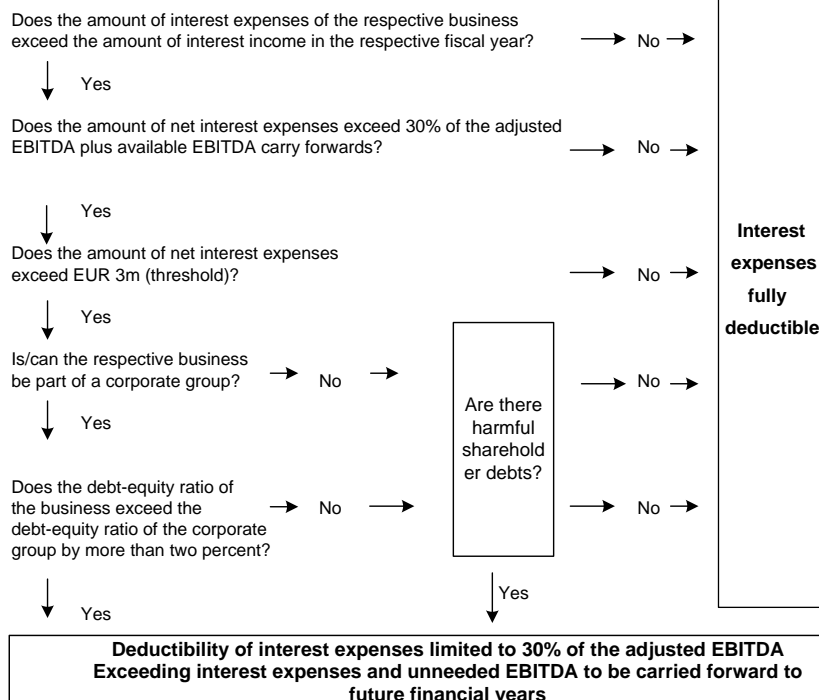 Does the amount of interest expenses of the respective business
exceed the amount of interest income in the respective fiscal year?
No
Yes
Does the amount of net interest expenses exceed 30% of the adjusted
EBITDA plus available EBITDA carry forwards?
No
Yes
Does the amount of net interest expenses
exceed EUR 3m (threshold)?
No
Yes
Is/can the respective business
be part of a corporate group?
No
Are there
harmful
sharehold
er debts?
No
Yes
Does the debt-equity ratio of
the business exceed the
debt-equity ratio of the corporate
group by more than two percent?
No
No
Yes
Yes
Interest
expenses
fully
deductible
Deductibility of interest expenses limited to 30% of the adjusted EBITDA
Exceeding interest expenses and unneeded EBITDA to be carried forward to
future financial years